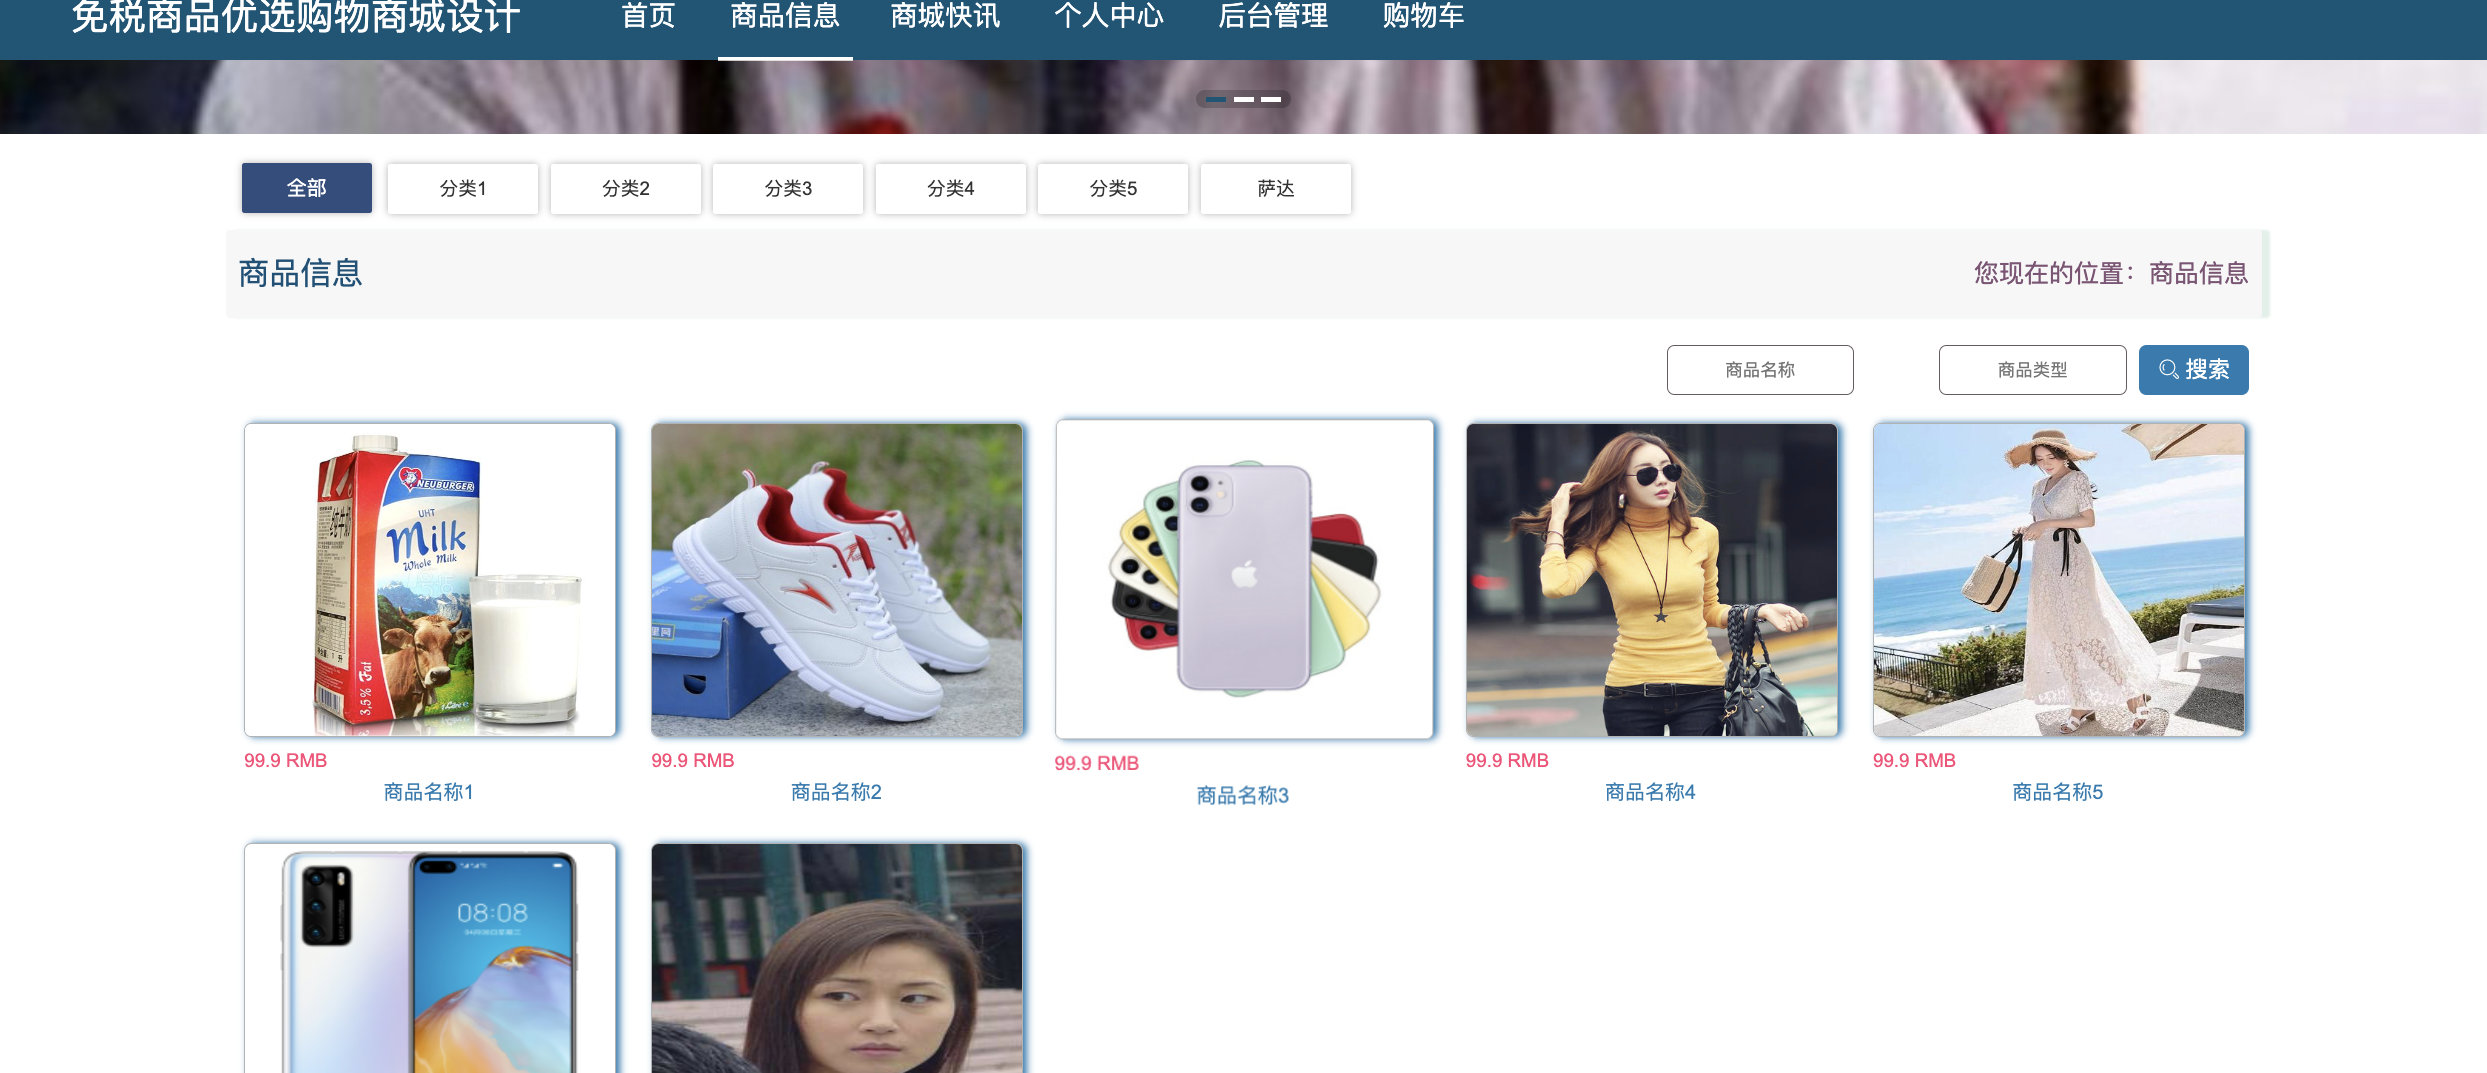 免税商品优选购物商城设计 首页 商品信息 商城快讯 个人中心 后台管理 购物车
全部 分类1 分类2 分类3 分类4 分类5 萨达
商品信息 您现在的位置：商品信息
商品名称 商品类型 搜索
NEUBURGER
UHT
Milk
Whole Milk
3,5% Fat
99.9 RMB 99.9 RMB 99.9 RMB 99.9 RMB 99.9 RMB
商品名称1 商品名称2 商品名称3 商品名称4 商品名称5
08:08